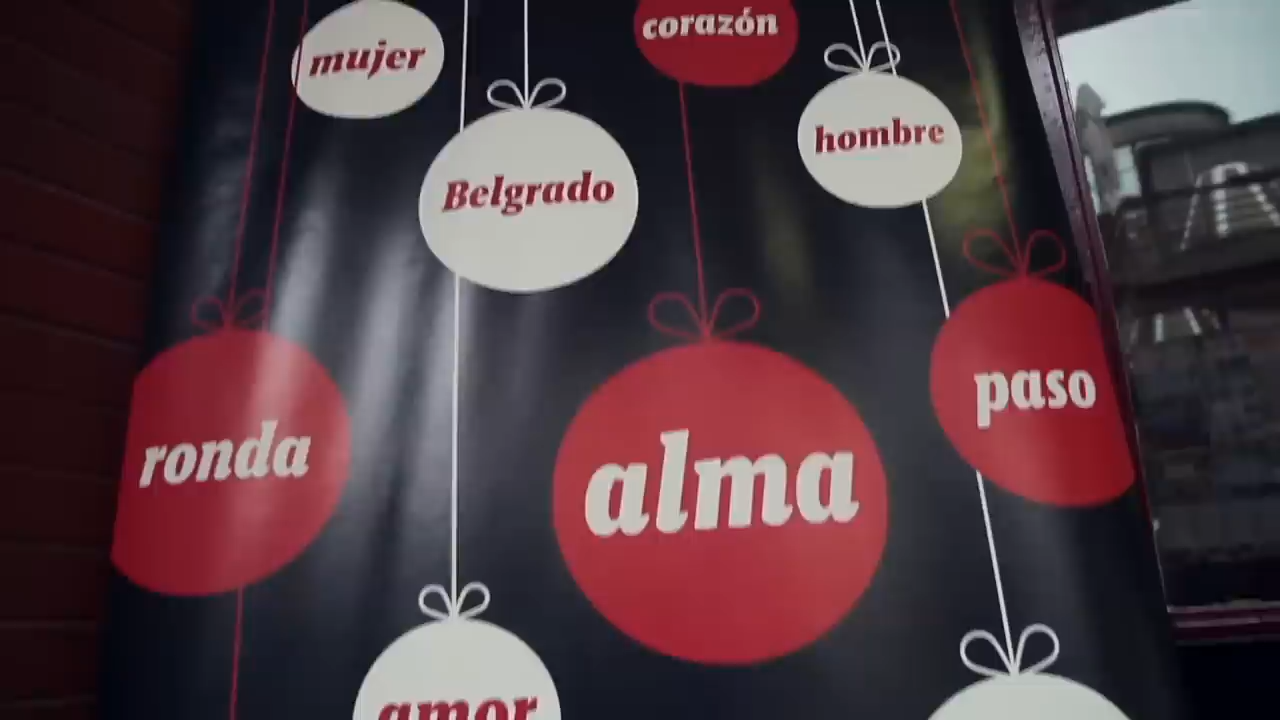 corazón
mujer
hombre
Belgrado
paso
ronda
alma
amor